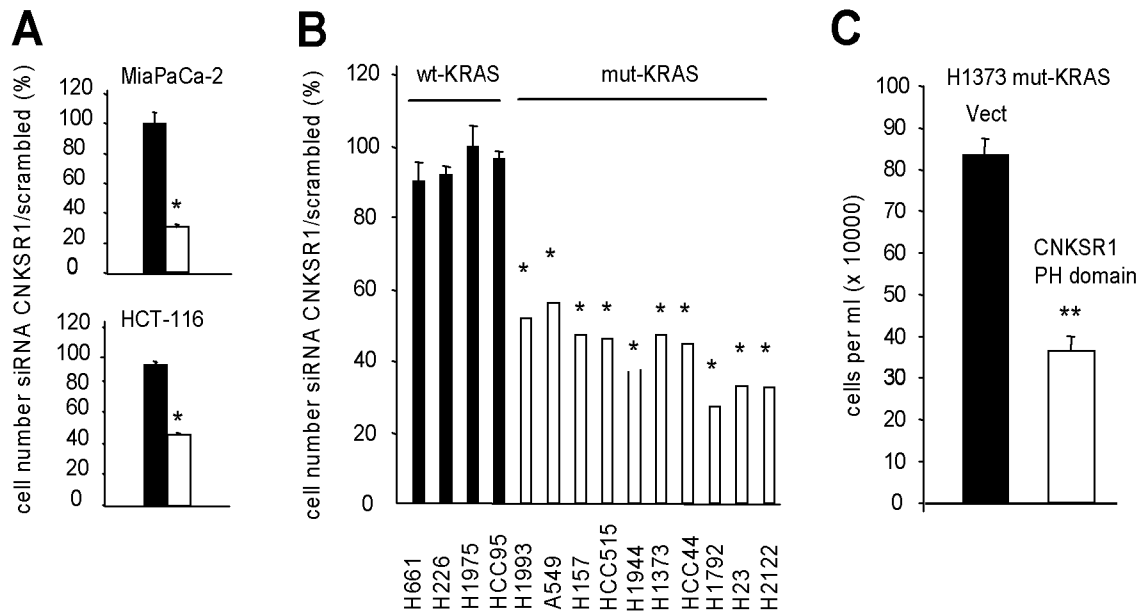 A
MiaPaCa-2
120
100
80
60
40
20
0
*
HCT-116
120
100
80
60
40
20
0
*
cell number siRNA CNKSR1/scrambled (%)
B
wt-KRAS
mut-KRAS
120
100
80
60
40
20
0
* * * * * * * * * *
cell number siRNA CNKSR1/scrambled (%)
H661
H226
H1975
HCC95
H1993
A549
H157
HCC515
H1944
H1373
HCC44
H1792
H23
H2122
C
H1373 mut-KRAS
Vect
100
90
80
70
60
50
40
30
20
10
0
cells per ml (x 10000)
CNKSR1
PH domain
**